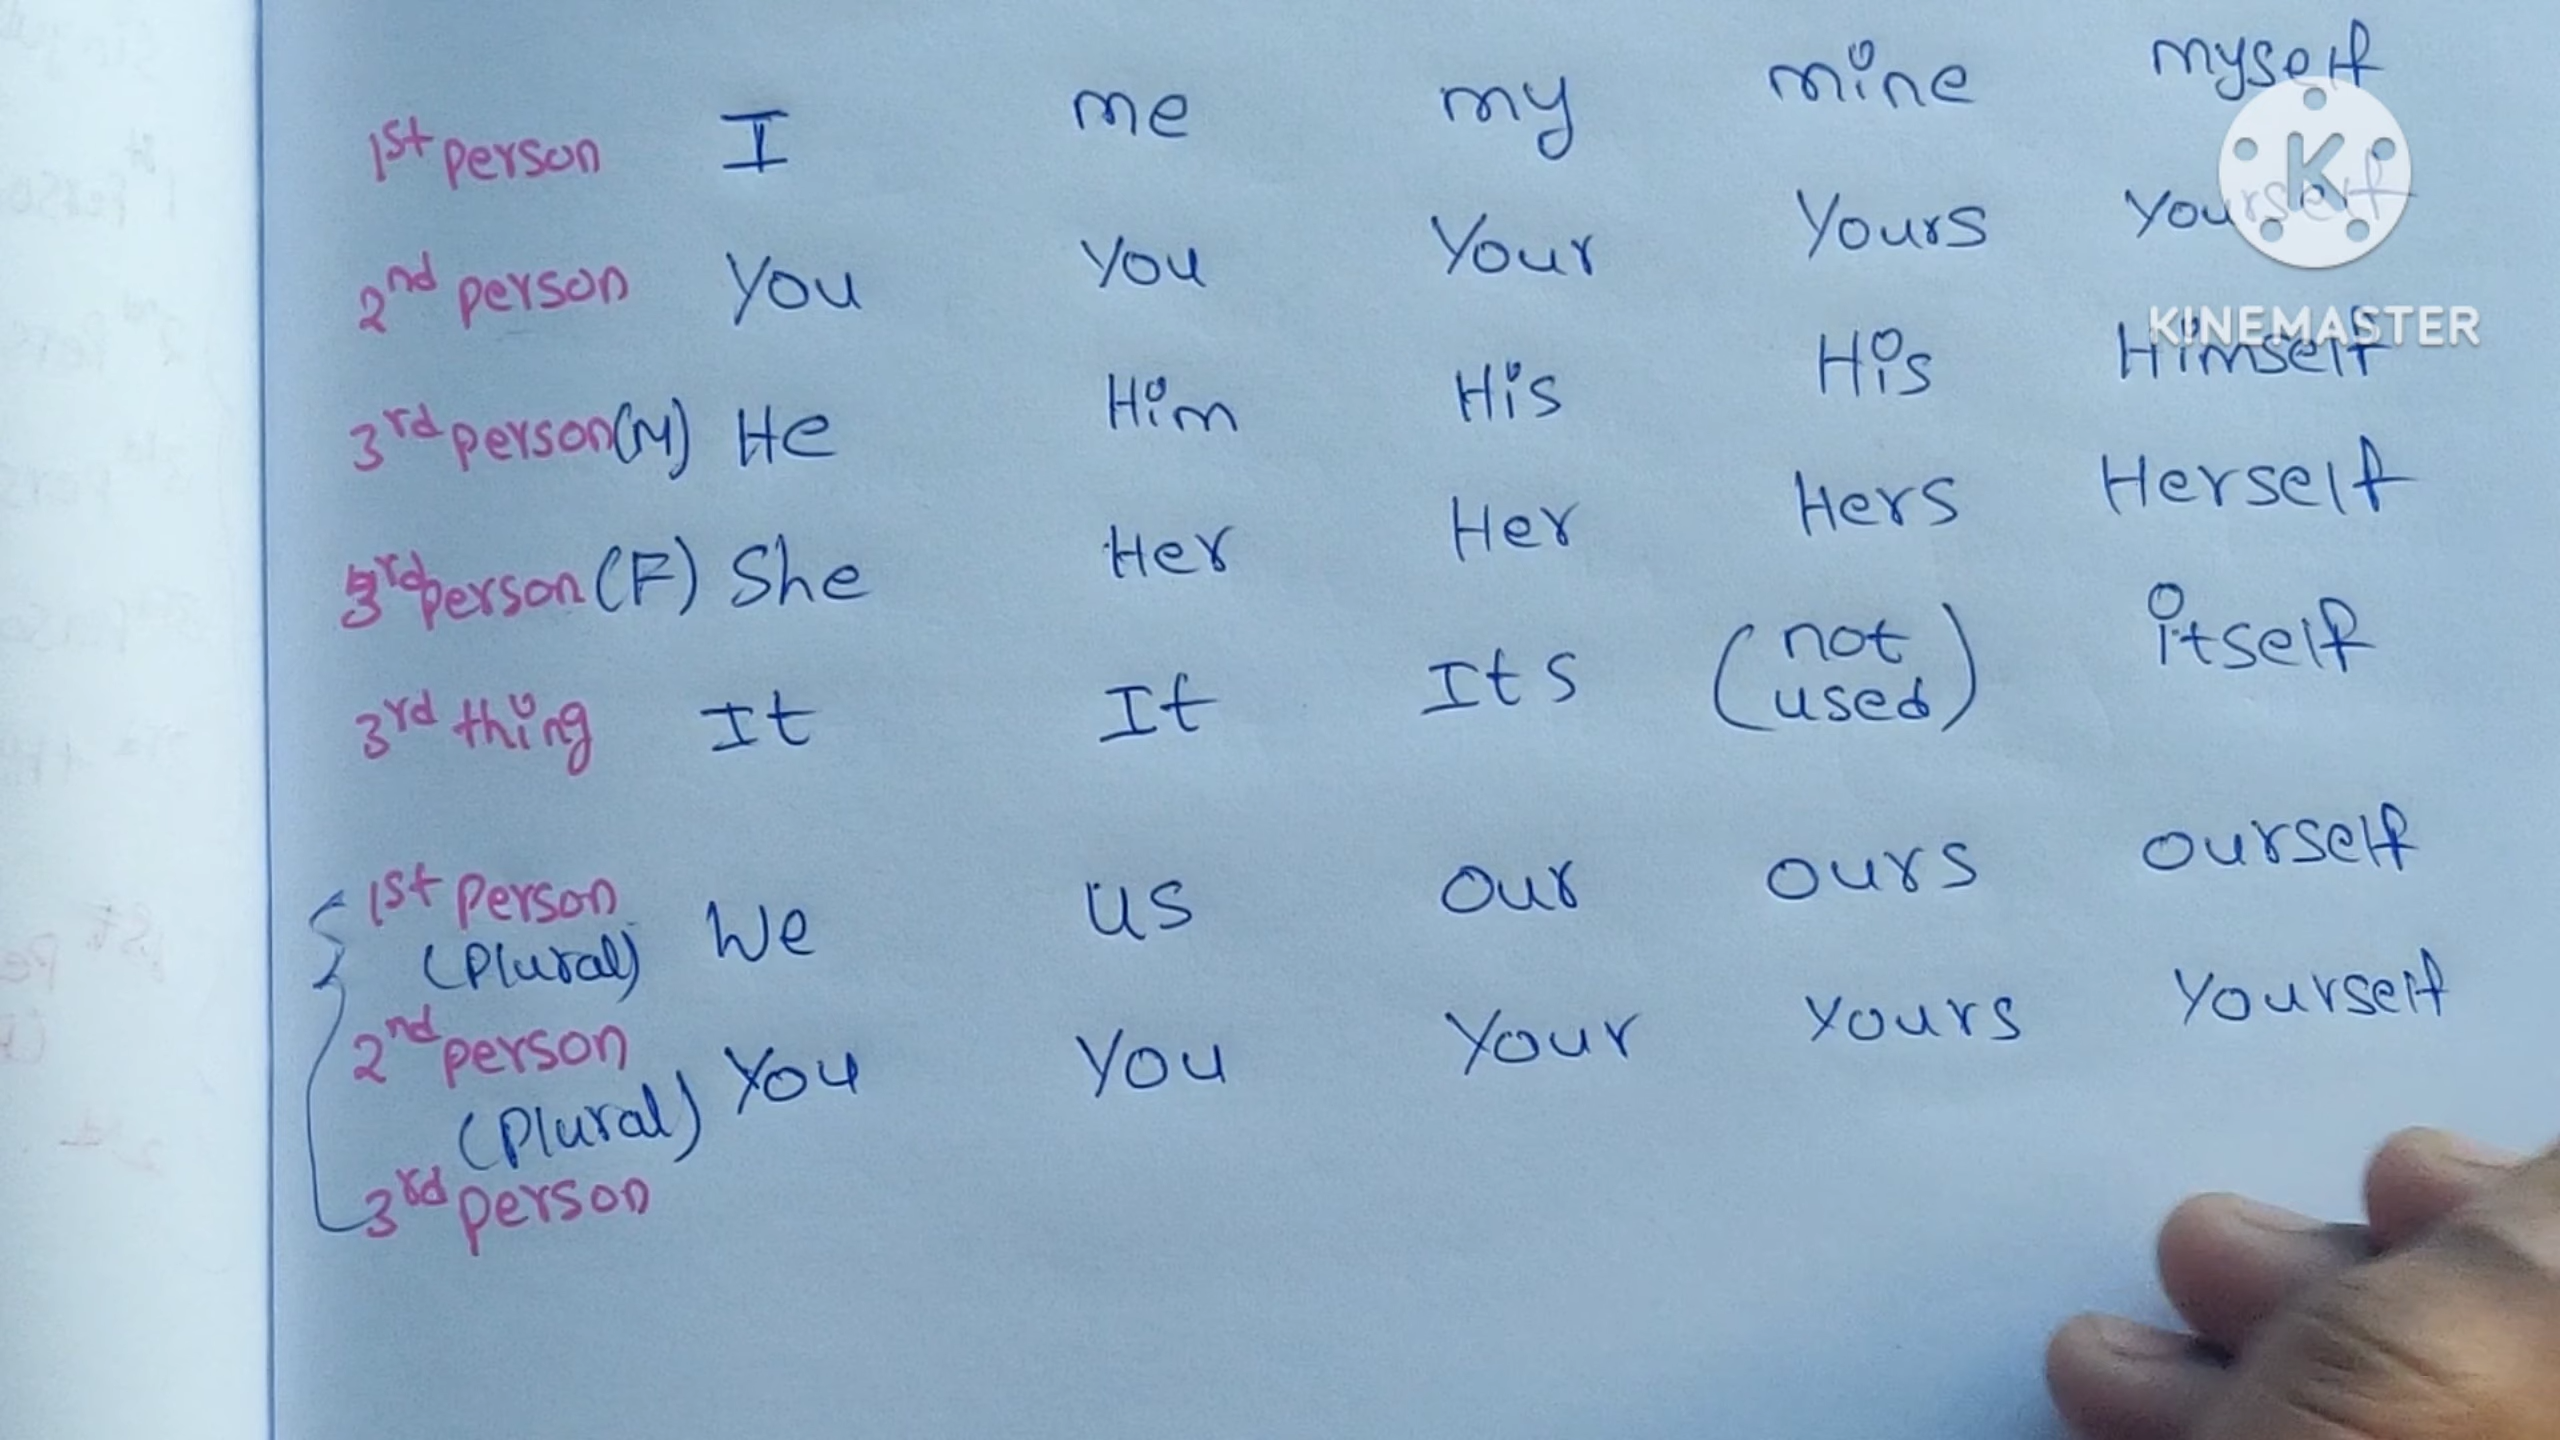 1st person I me my mine myself
2nd person You You Your Yours Yourself
3rd person (M) He Him His His Himself
3rd person (F) She Her Her Hers Herself
3rd thing It It Its (not used) itself
1st person (Plural) We us our ours ourself
2nd person (Plural) You You Your Yours Yourself
3rd person
KINEMASTER